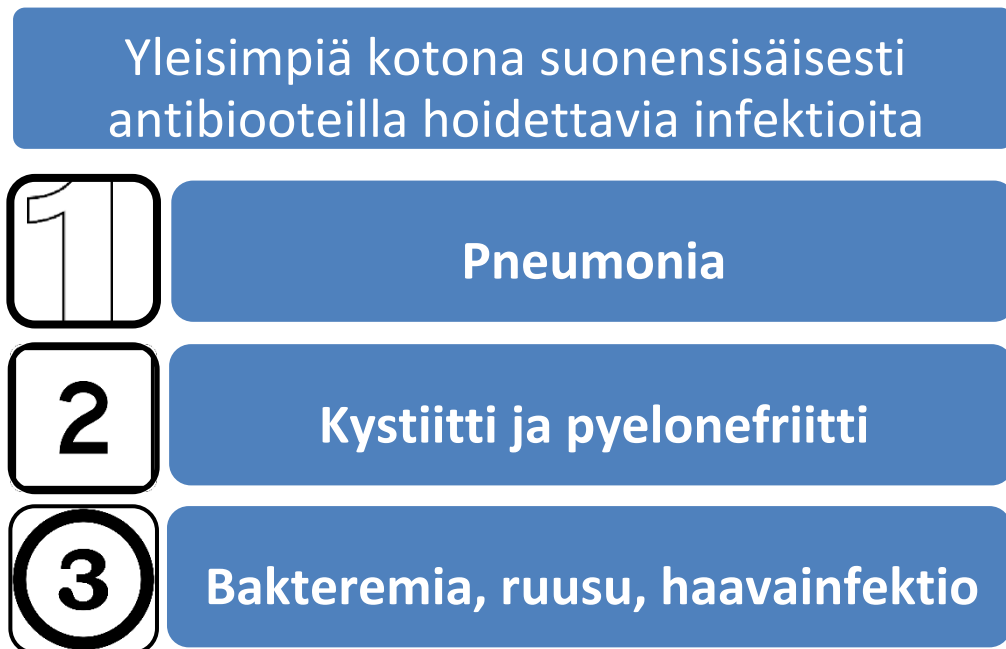 Yleisimpiä kotona suonensisäisesti
antibiooteilla hoidettavia infektioita
1
Pneumonia
2
Kystiitti ja pyelonefriitti
3
Bakteremia, ruusu, haavainfektio